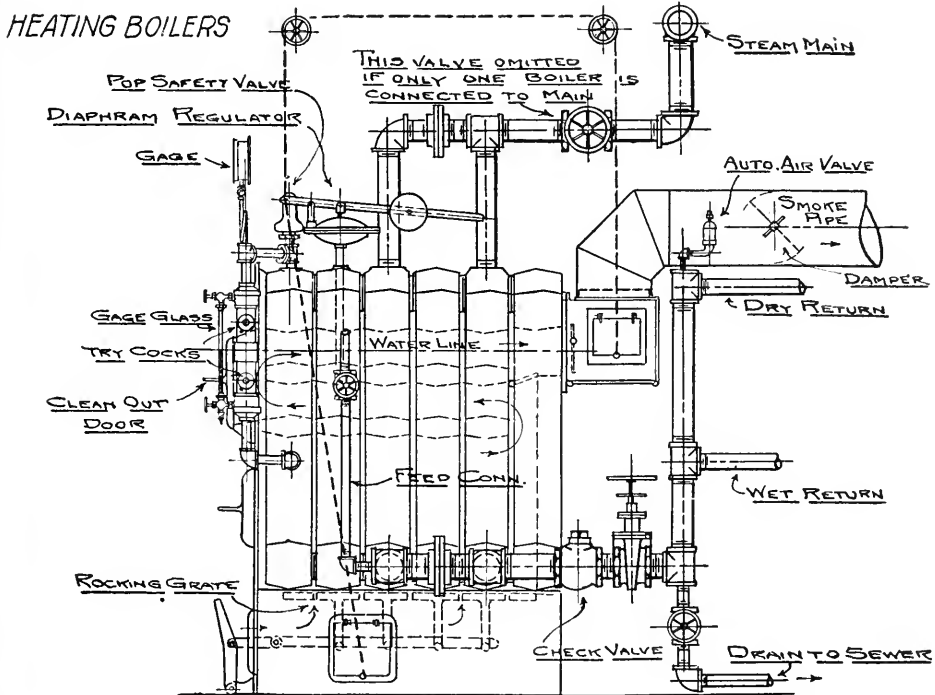 HEATING BOILERS
STEAM MAIN
THIS VALVE OMITTED
IF ONLY ONE BOILER IS
CONNECTED TO MAIN
POP SAFETY VALVE
DIAPHRAM REGULATOR
GAGE
AUTO. AIR VALVE
SMOKE
PIPE
DAMPER
DRY RETURN
GAGE GLASS
WATER LINE
TRY COCKS
CLEAN OUT
DOOR
FEED CONN.
WET RETURN
ROCKING GRATE
CHECK VALVE
DRAIN TO SEWER